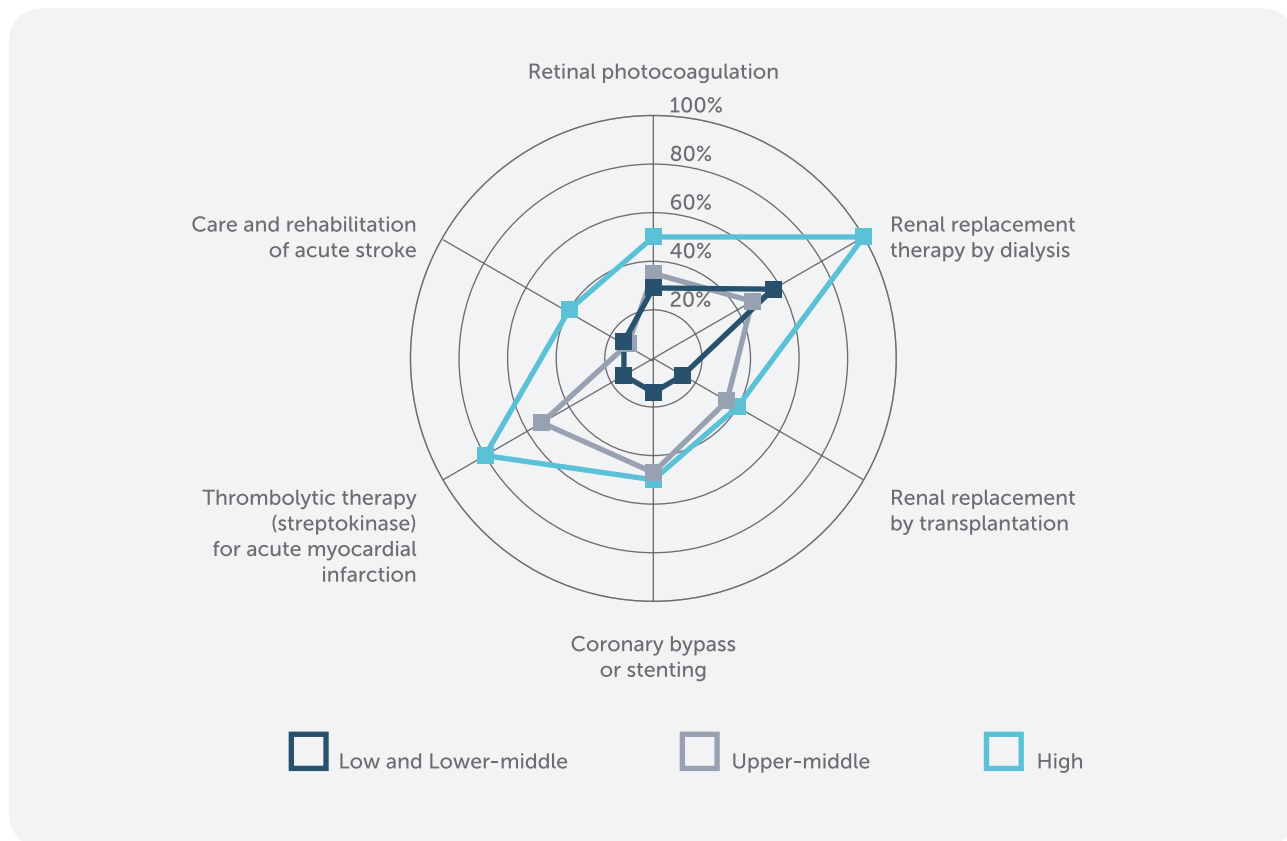 Retinal photocoagulation
100%
80%
60%
40%
20%
Care and rehabilitation
of acute stroke
Renal replacement
therapy by dialysis
Thrombolytic therapy
(streptokinase)
for acute myocardial
infarction
Renal replacement
by transplantation
Coronary bypass
or stenting
Low and Lower-middle
Upper-middle
High